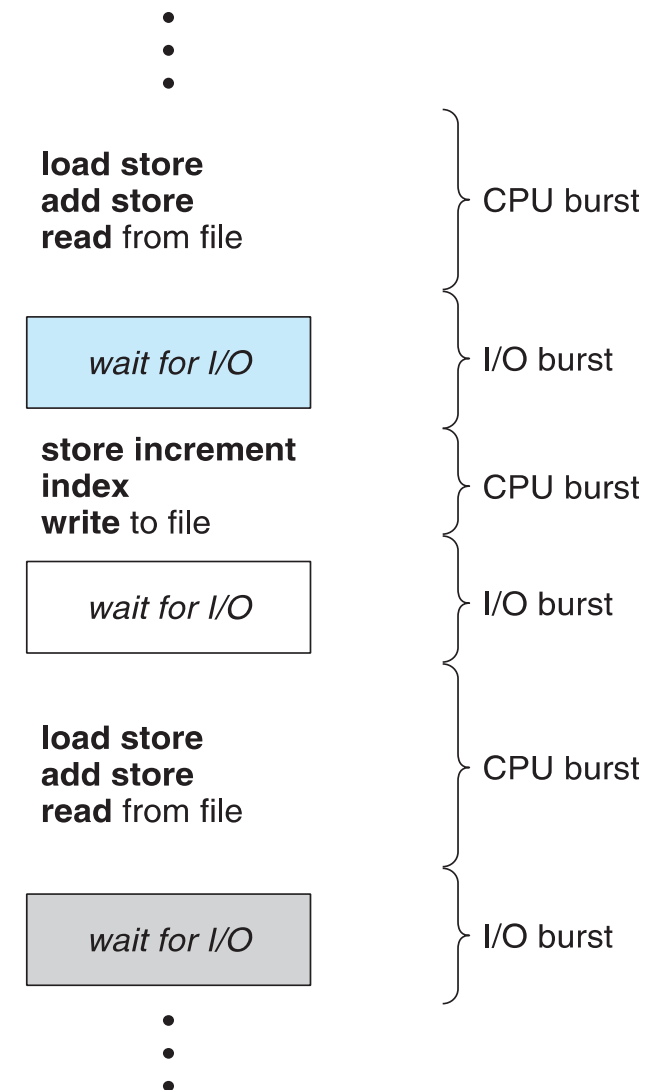 load store
add store
read from file
CPU burst
wait for I/O
I/O burst
store increment
index
write to file
CPU burst
wait for I/O
I/O burst
load store
add store
read from file
CPU burst
wait for I/O
I/O burst